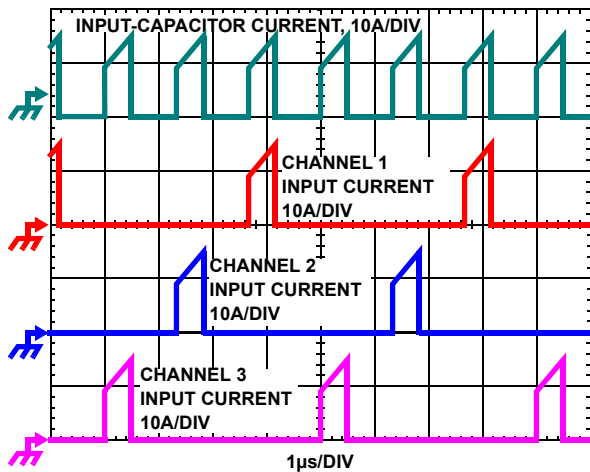 INPUT-CAPACITOR CURRENT, 10A/DIV
CHANNEL 1
INPUT CURRENT
10A/DIV
CHANNEL 2
INPUT CURRENT
10A/DIV
CHANNEL 3
INPUT CURRENT
10A/DIV
1µs/DIV